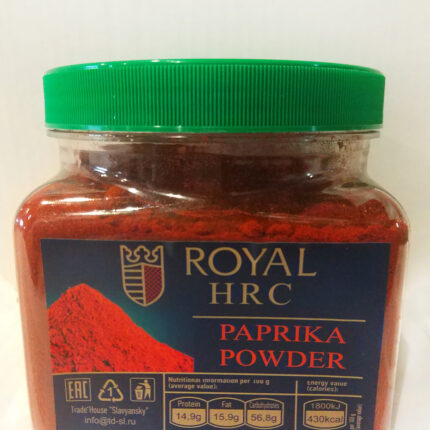 ROYAL
HRC
PAPRIKA
POWDER
Nutritional information per 100 g
(average value):
Energy value
(calories):
Protein
14,9g
Fat
15,9g
Carbohydrates
56,8g
1800kJ
430kcal
EAC
1
Trade House "Slavyansky"
info@td-sl.ru